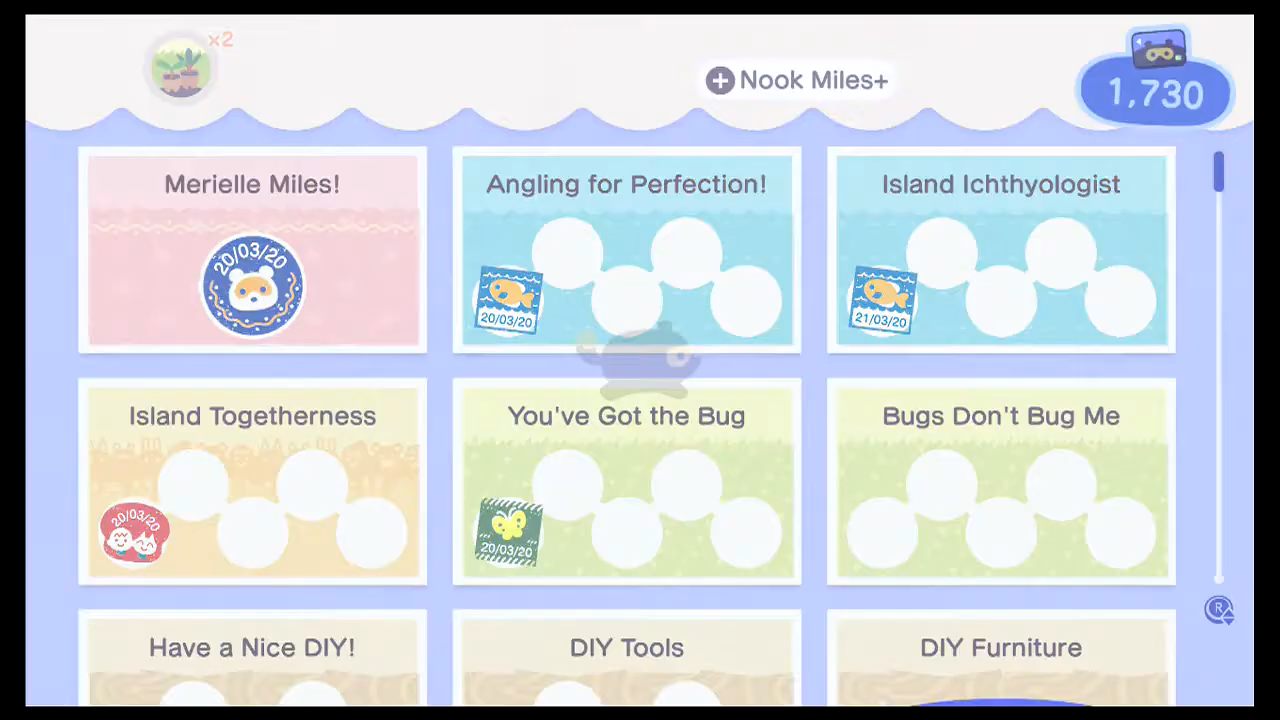 ×2
+ Nook Miles+
1,730
Merielle Miles!
20/03/20
Angling for Perfection!
20/03/20
Island Ichthyologist
21/03/20
Island Togetherness
20/03/20
You've Got the Bug
20/03/20
Bugs Don't Bug Me
R
Have a Nice DIY!
DIY Tools
DIY Furniture